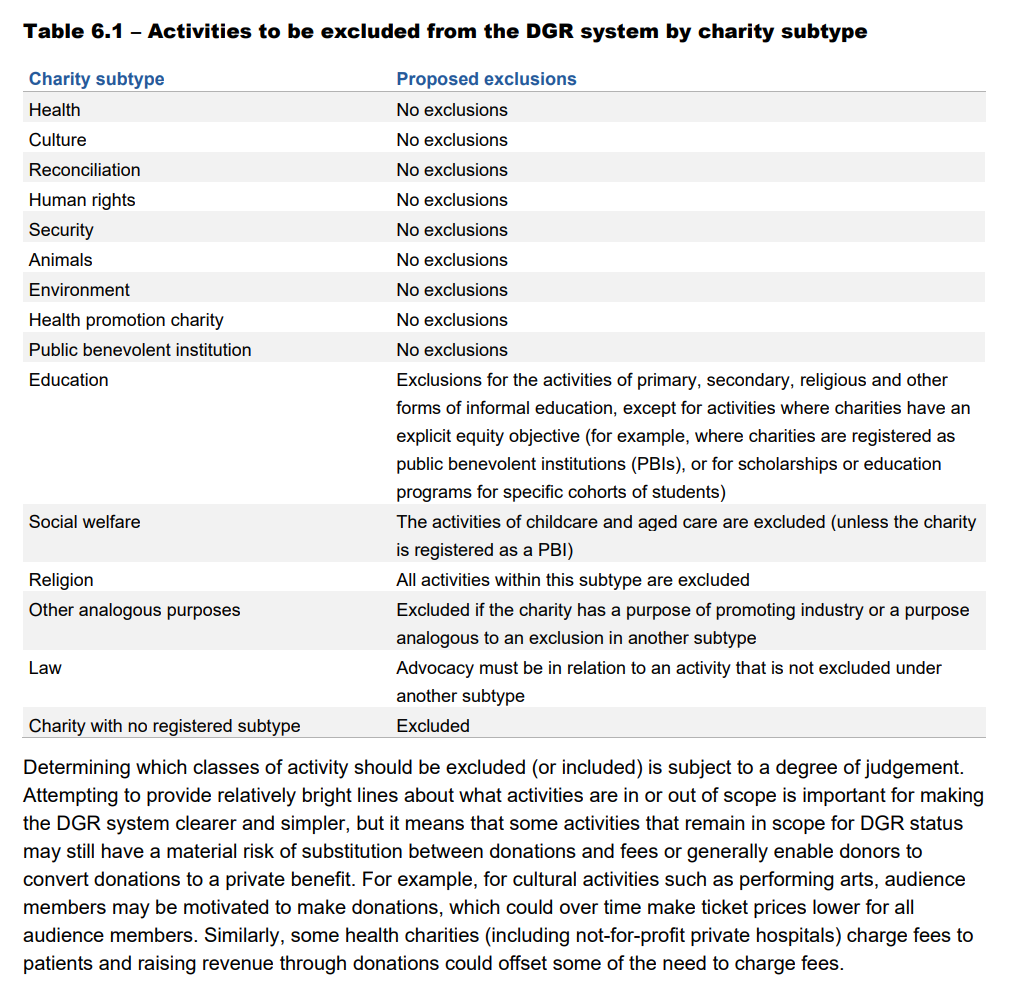 Table 6.1 – Activities to be excluded from the DGR system by charity subtype
Charity subtype Proposed exclusions
Health No exclusions
Culture No exclusions
Reconciliation No exclusions
Human rights No exclusions
Security No exclusions
Animals No exclusions
Environment No exclusions
Health promotion charity No exclusions
Public benevolent institution No exclusions
Education Exclusions for the activities of primary, secondary, religious and other
forms of informal education, except for activities where charities have an
explicit equity objective (for example, where charities are registered as
public benevolent institutions (PBIs), or for scholarships or education
programs for specific cohorts of students)
Social welfare The activities of childcare and aged care are excluded (unless the charity
is registered as a PBI)
Religion All activities within this subtype are excluded
Other analogous purposes Excluded if the charity has a purpose of promoting industry or a purpose
analogous to an exclusion in another subtype
Law Advocacy must be in relation to an activity that is not excluded under
another subtype
Charity with no registered subtype Excluded
Determining which classes of activity should be excluded (or included) is subject to a degree of judgement.
Attempting to provide relatively bright lines about what activities are in or out of scope is important for making
the DGR system clearer and simpler, but it means that some activities that remain in scope for DGR status
may still have a material risk of substitution between donations and fees or generally enable donors to
convert donations to a private benefit. For example, for cultural activities such as performing arts, audience
members may be motivated to make donations, which could over time make ticket prices lower for all
audience members. Similarly, some health charities (including not-for-profit private hospitals) charge fees to
patients and raising revenue through donations could offset some of the need to charge fees.